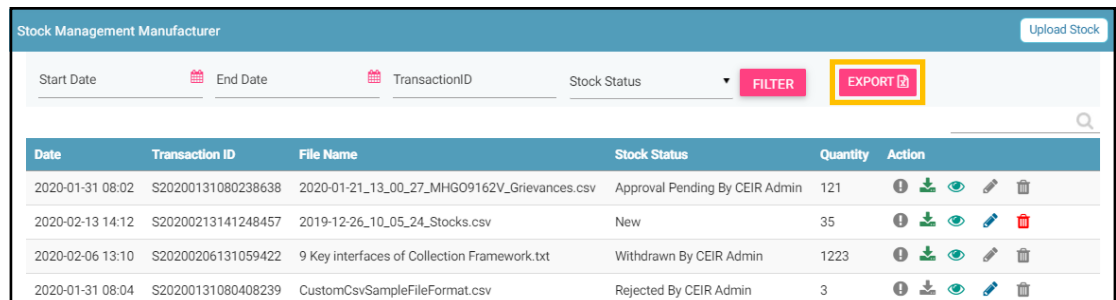 Stock Management Manufacturer Upload Stock
Start Date End Date TransactionID Stock Status FILTER EXPORT
Date Transaction ID File Name Stock Status Quantity Action
2020-01-31 08:02 S20200131080238638 2020-01-21_13_00_27_MHGO9162V_Grievances.csv Approval Pending By CEIR Admin 121
2020-02-13 14:12 S20200213141248457 2019-12-26_10_05_24_Stocks.csv New 35
2020-02-06 13:10 S20200206131059422 9 Key interfaces of Collection Framework.txt Withdrawn By CEIR Admin 1223
2020-01-31 08:04 S20200131080408239 CustomCsvSampleFileFormat.csv Rejected By CEIR Admin 3